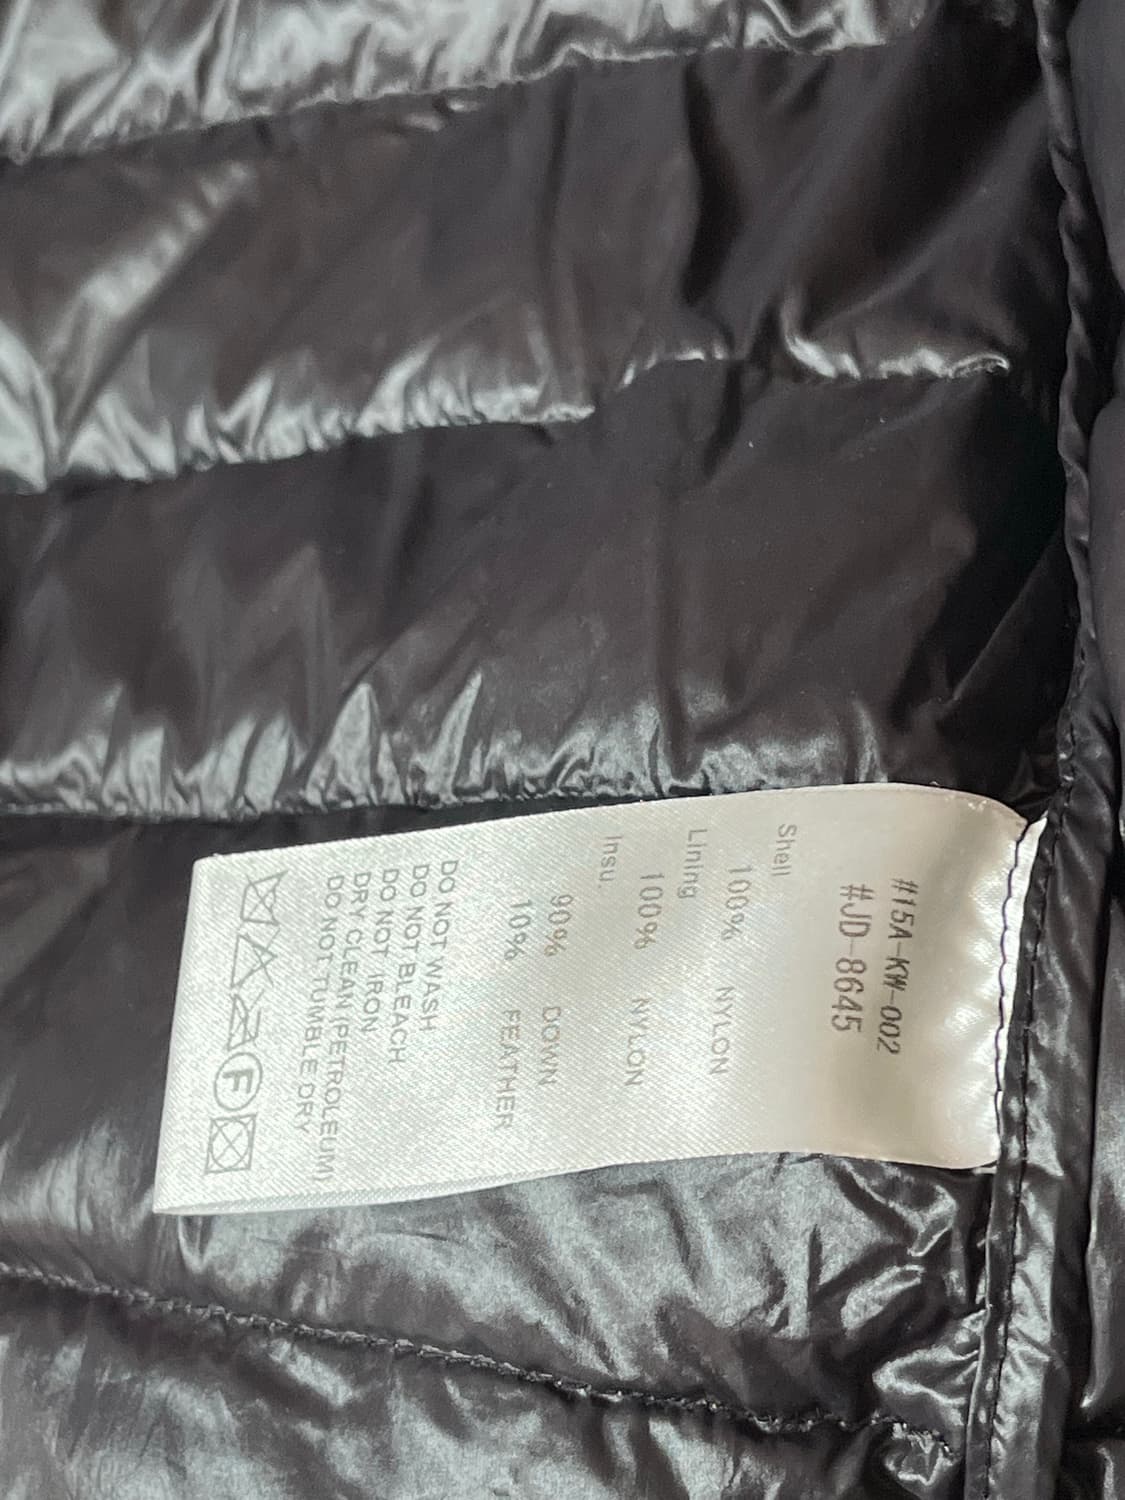 #15A-KW-002
#JD-8645
Shell
100% NYLON
Lining
100% NYLON
Insu.
90% DOWN
10% FEATHER
DO NOT WASH
DO NOT BLEACH
DO NOT IRON
DRY CLEAN (PETROLEUM)
DO NOT TUMBLE DRY
F